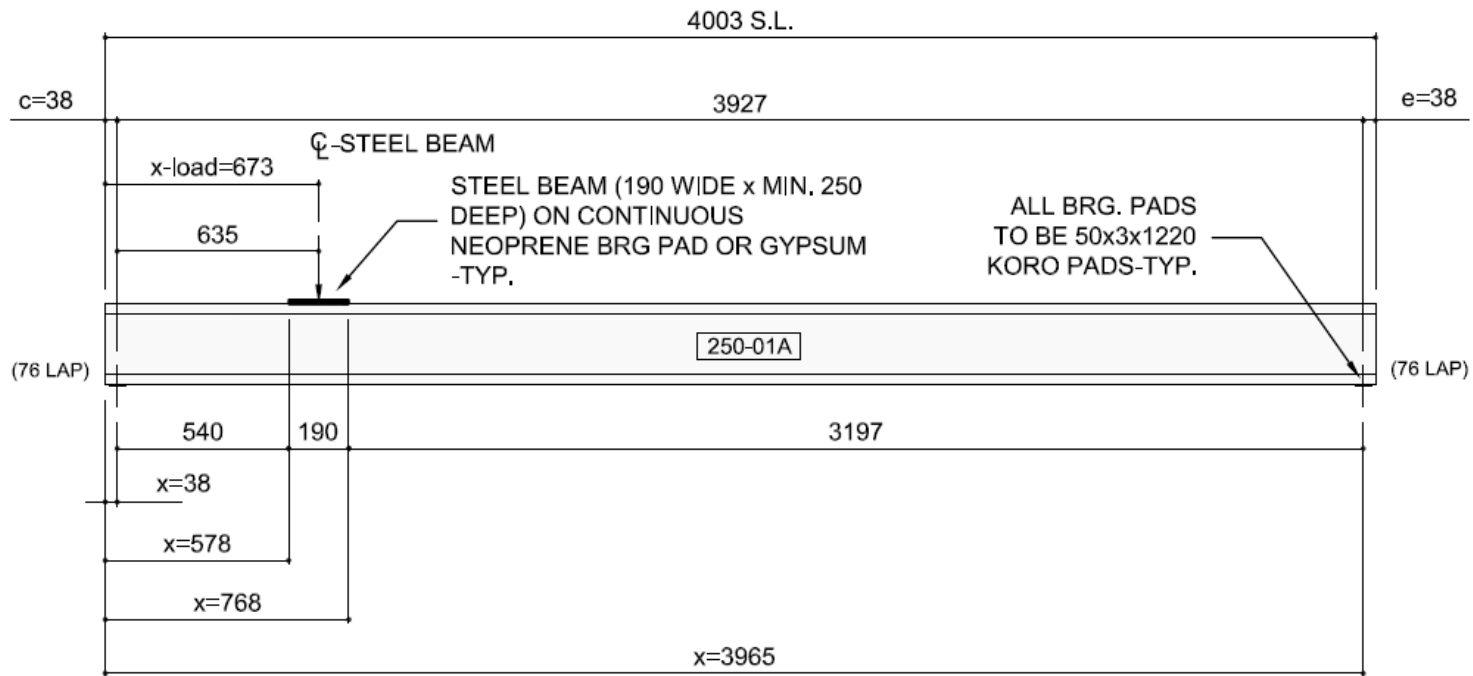 4003 S.L.
c=38
3927
e=38
℄-STEEL BEAM
x-load=673
STEEL BEAM (190 WIDE x MIN. 250
DEEP) ON CONTINUOUS
NEOPRENE BRG PAD OR GYPSUM
-TYP.
ALL BRG. PADS
TO BE 50x3x1220
KORO PADS-TYP.
635
250-01A
(76 LAP)
(76 LAP)
540
190
3197
x=38
x=578
x=768
x=3965